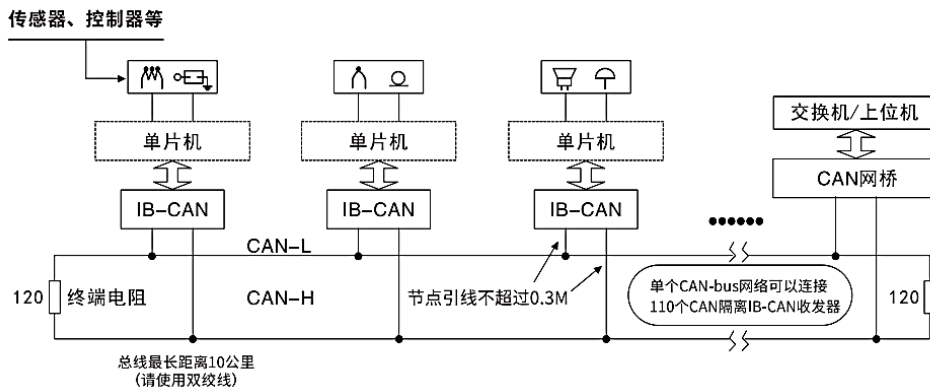 传感器、控制器等
单片机
单片机
单片机
交换机/上位机
IB-CAN
IB-CAN
IB-CAN
CAN网桥
CAN-L
120
终端电阻
CAN-H
节点引线不超过0.3M
单个CAN-bus网络可以连接
110个CAN隔离IB-CAN收发器
120
总线最长距离10公里
(请使用双绞线)